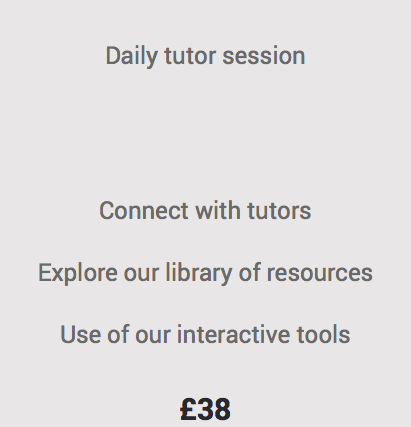 Daily tutor session
Connect with tutors
Explore our library of resources
Use of our interactive tools
£38